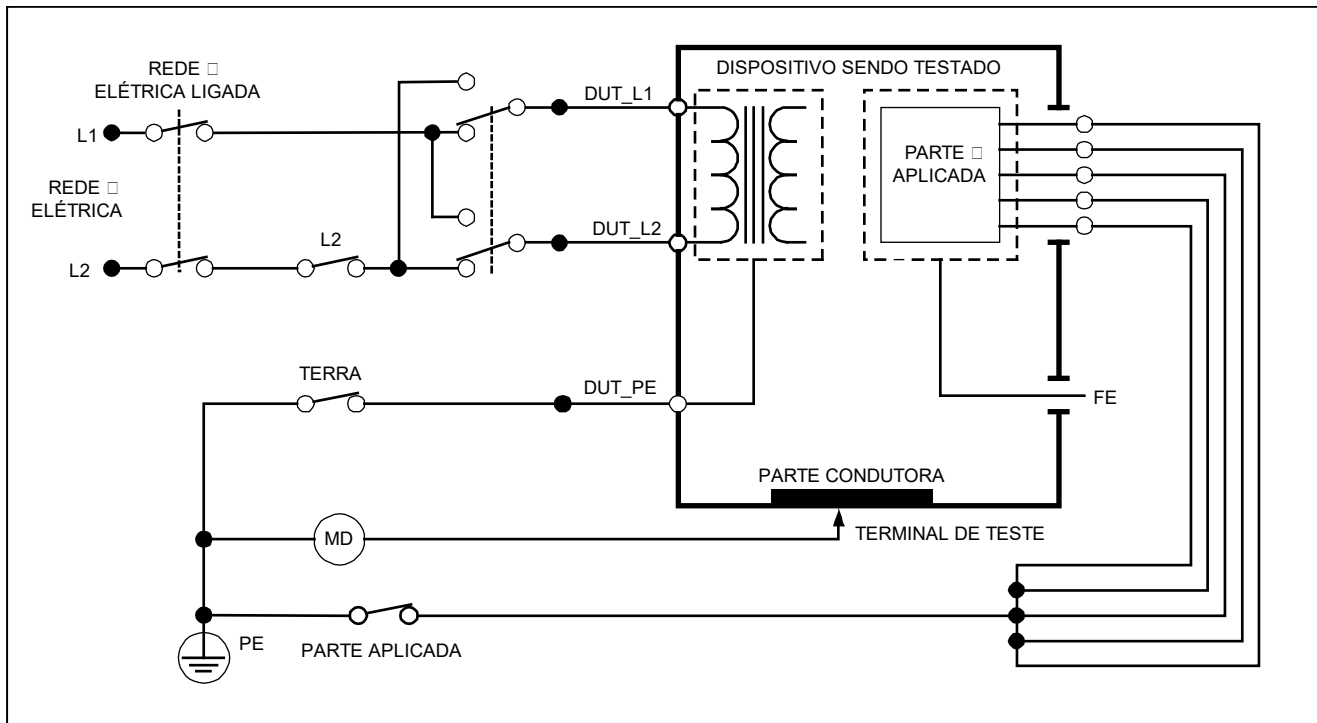 REDE □
ELÉTRICA LIGADA
L1
REDE □
ELÉTRICA
L2
L2
DUT_L1
DUT_L2
DISPOSITIVO SENDO TESTADO
PARTE □
APLICADA
TERRA
DUT_PE
FE
PARTE CONDUTORA
MD
TERMINAL DE TESTE
PE
PARTE APLICADA